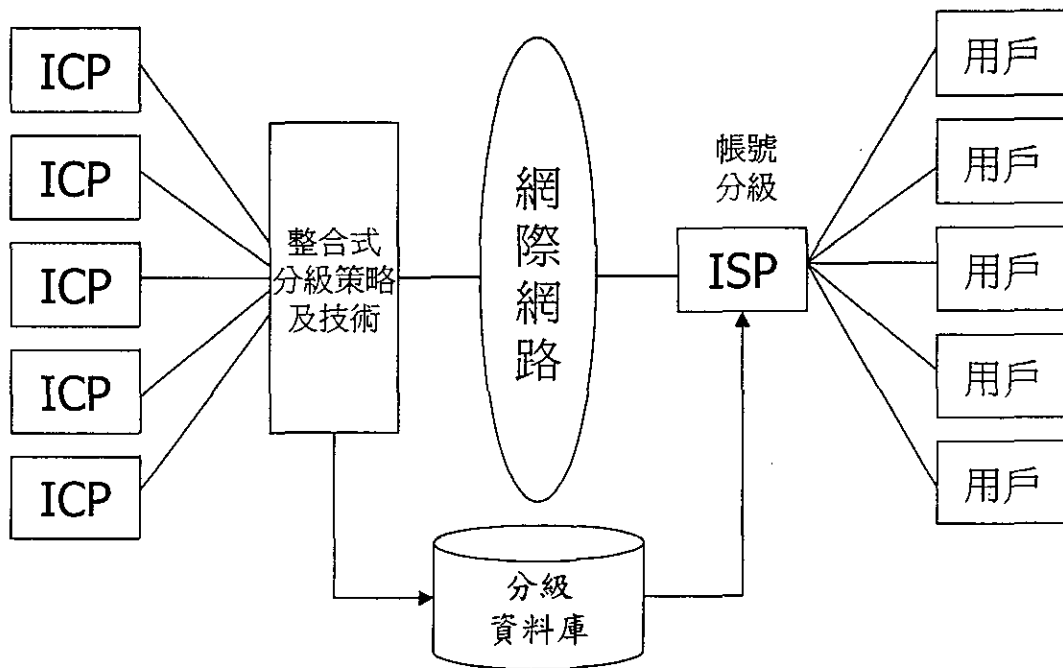 ICP
ICP
ICP
ICP
ICP
整合式
分級策略
及技術
網
際
網
路
帳號
分級
ISP
分級
資料庫
用戶
用戶
用戶
用戶
用戶